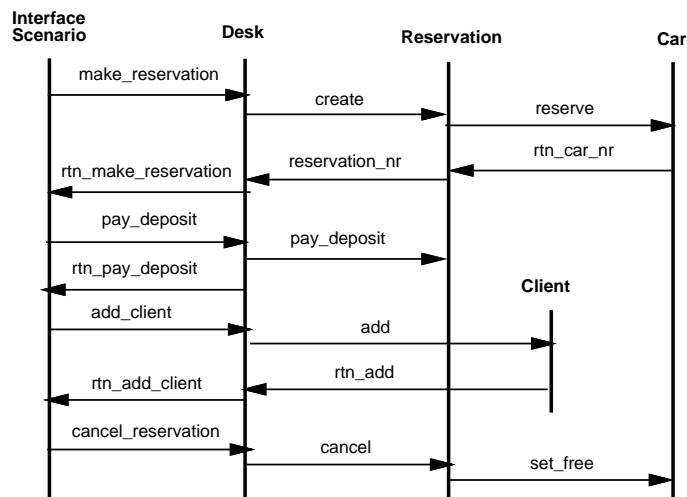 Interface
Scenario
Desk
Reservation
Car
make_reservation
create
reserve
rtn_car_nr
reservation_nr
rtn_make_reservation
pay_deposit
pay_deposit
rtn_pay_deposit
Client
add_client
add
rtn_add
rtn_add_client
cancel_reservation
cancel
set_free